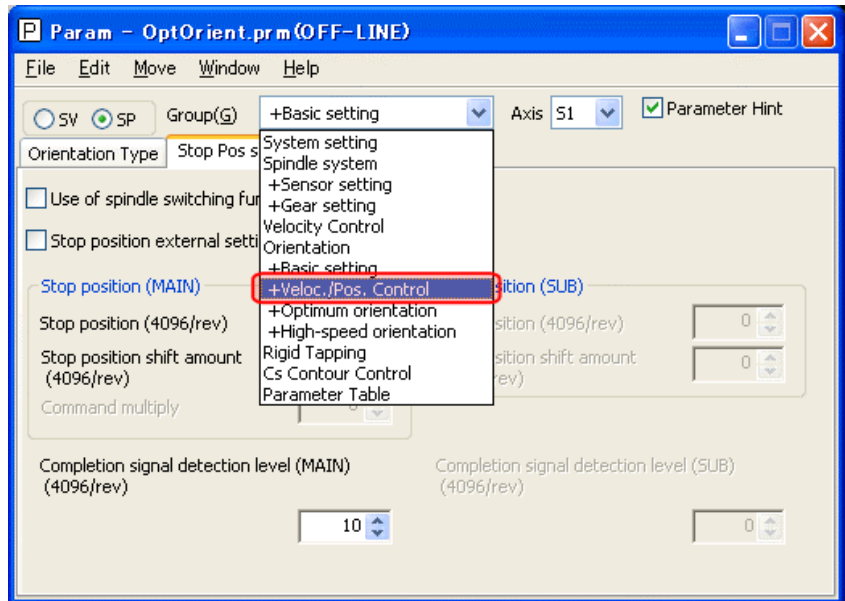 P Param - OptOrient.prm(OFF-LINE)
File Edit Move Window Help
SV SP Group(G) +Basic setting Axis S1 Parameter Hint
Orientation Type Stop Pos s
System setting
Spindle system
+Sensor setting
+Gear setting
Velocity Control
Orientation
+Basic setting
+Veloc./Pos. Control
+Optimum orientation
+High-speed orientation
Rigid Tapping
Cs Contour Control
Parameter Table
Use of spindle switching fur
Stop position external setti
Stop position (MAIN)
Stop position (4096/rev)
Stop position shift amount
(4096/rev)
Command multiply
sition (SUB)
sition (4096/rev) 0
sition shift amount 0
ev)
Completion signal detection level (MAIN)
(4096/rev)
10
Completion signal detection level (SUB)
(4096/rev)
0